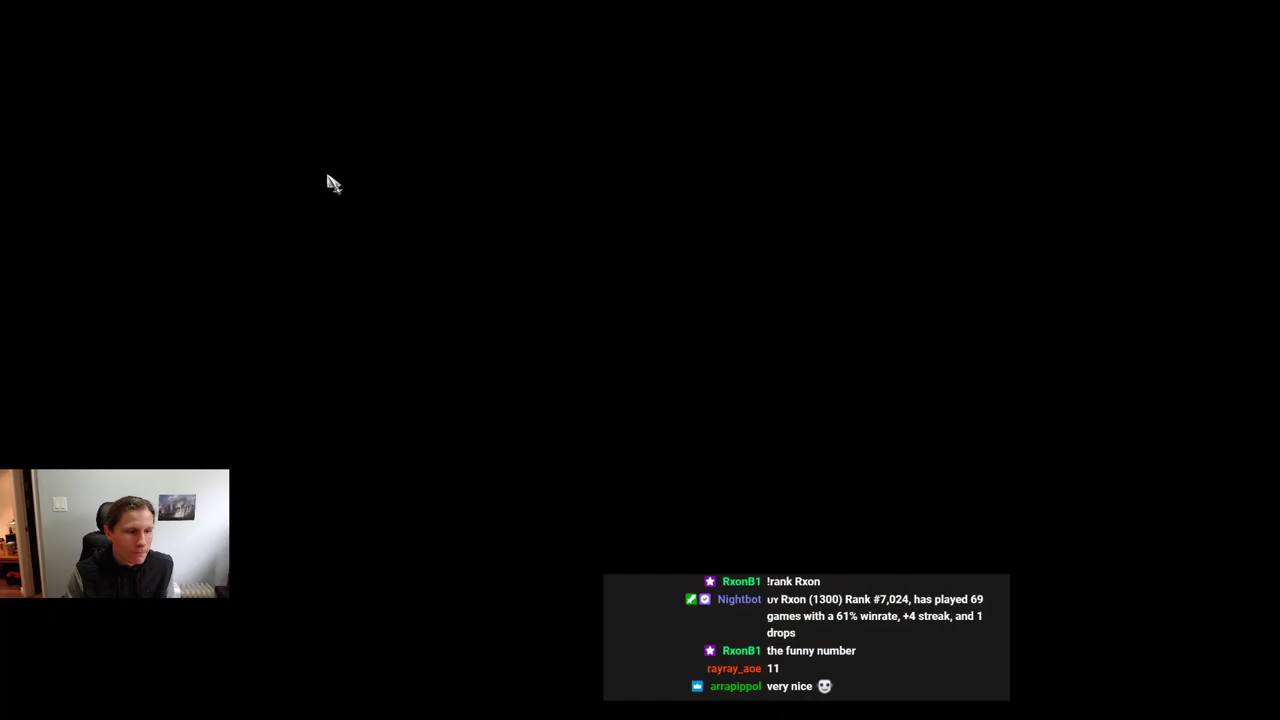 RxonB1 !rank Rxon
Nightbot ᴜʏ Rxon (1300) Rank #7,024, has played 69
games with a 61% winrate, +4 streak, and 1
drops
RxonB1 the funny number
rayray_aoe 11
arrapippol very nice